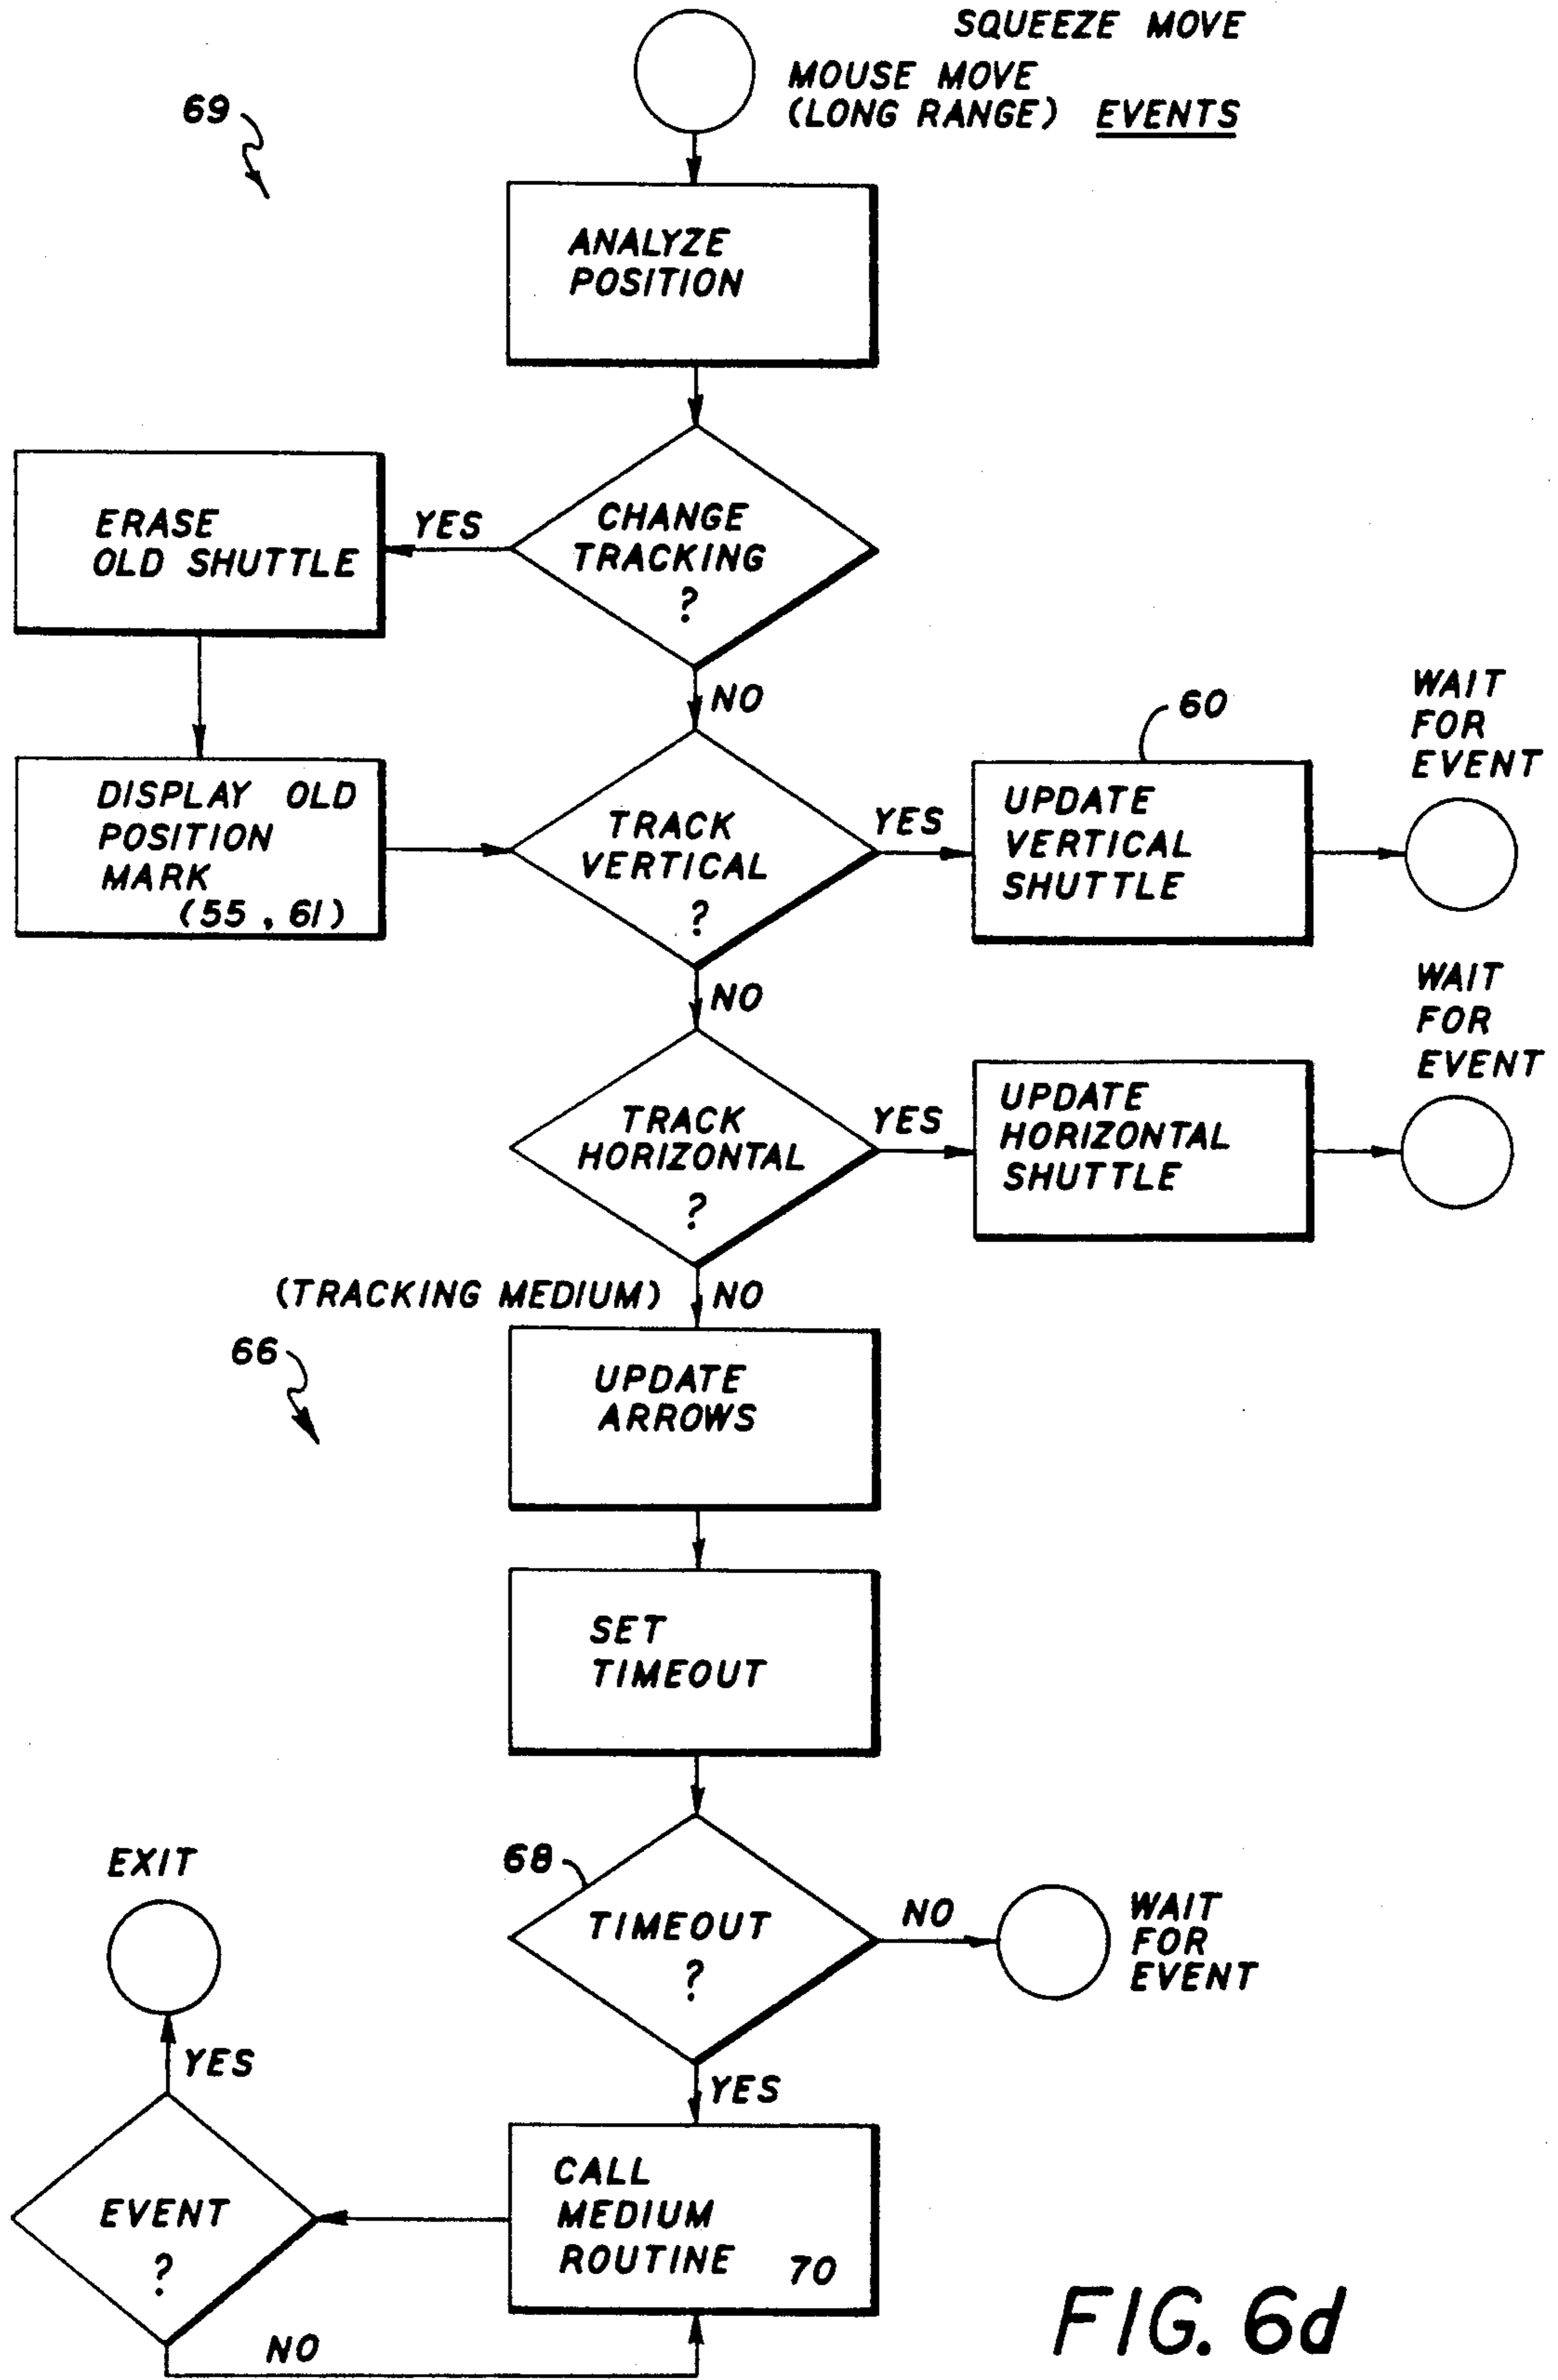 SQUEEZE MOVE
MOUSE MOVE
(LONG RANGE) EVENTS
69
ANALYZE
POSITION
CHANGE
TRACKING
?
YES
ERASE
OLD SHUTTLE
NO
DISPLAY OLD
POSITION
MARK
(55, 61)
TRACK
VERTICAL
?
YES
60
UPDATE
VERTICAL
SHUTTLE
WAIT
FOR
EVENT
NO
TRACK
HORIZONTAL
?
YES
UPDATE
HORIZONTAL
SHUTTLE
WAIT
FOR
EVENT
(TRACKING MEDIUM) NO
66
UPDATE
ARROWS
SET
TIMEOUT
68
TIMEOUT
?
NO
WAIT
FOR
EVENT
YES
CALL
MEDIUM
ROUTINE 70
EVENT
?
YES
EXIT
NO
FIG. 6d